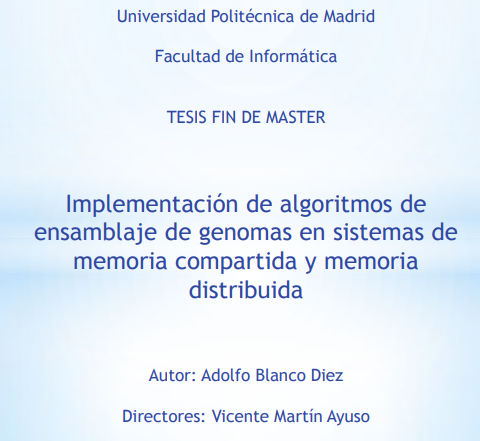 Universidad Politécnica de Madrid
Facultad de Informática
TESIS FIN DE MASTER
Implementación de algoritmos de
ensamblaje de genomas en sistemas de
memoria compartida y memoria
distribuida
Autor: Adolfo Blanco Diez
Directores: Vicente Martín Ayuso